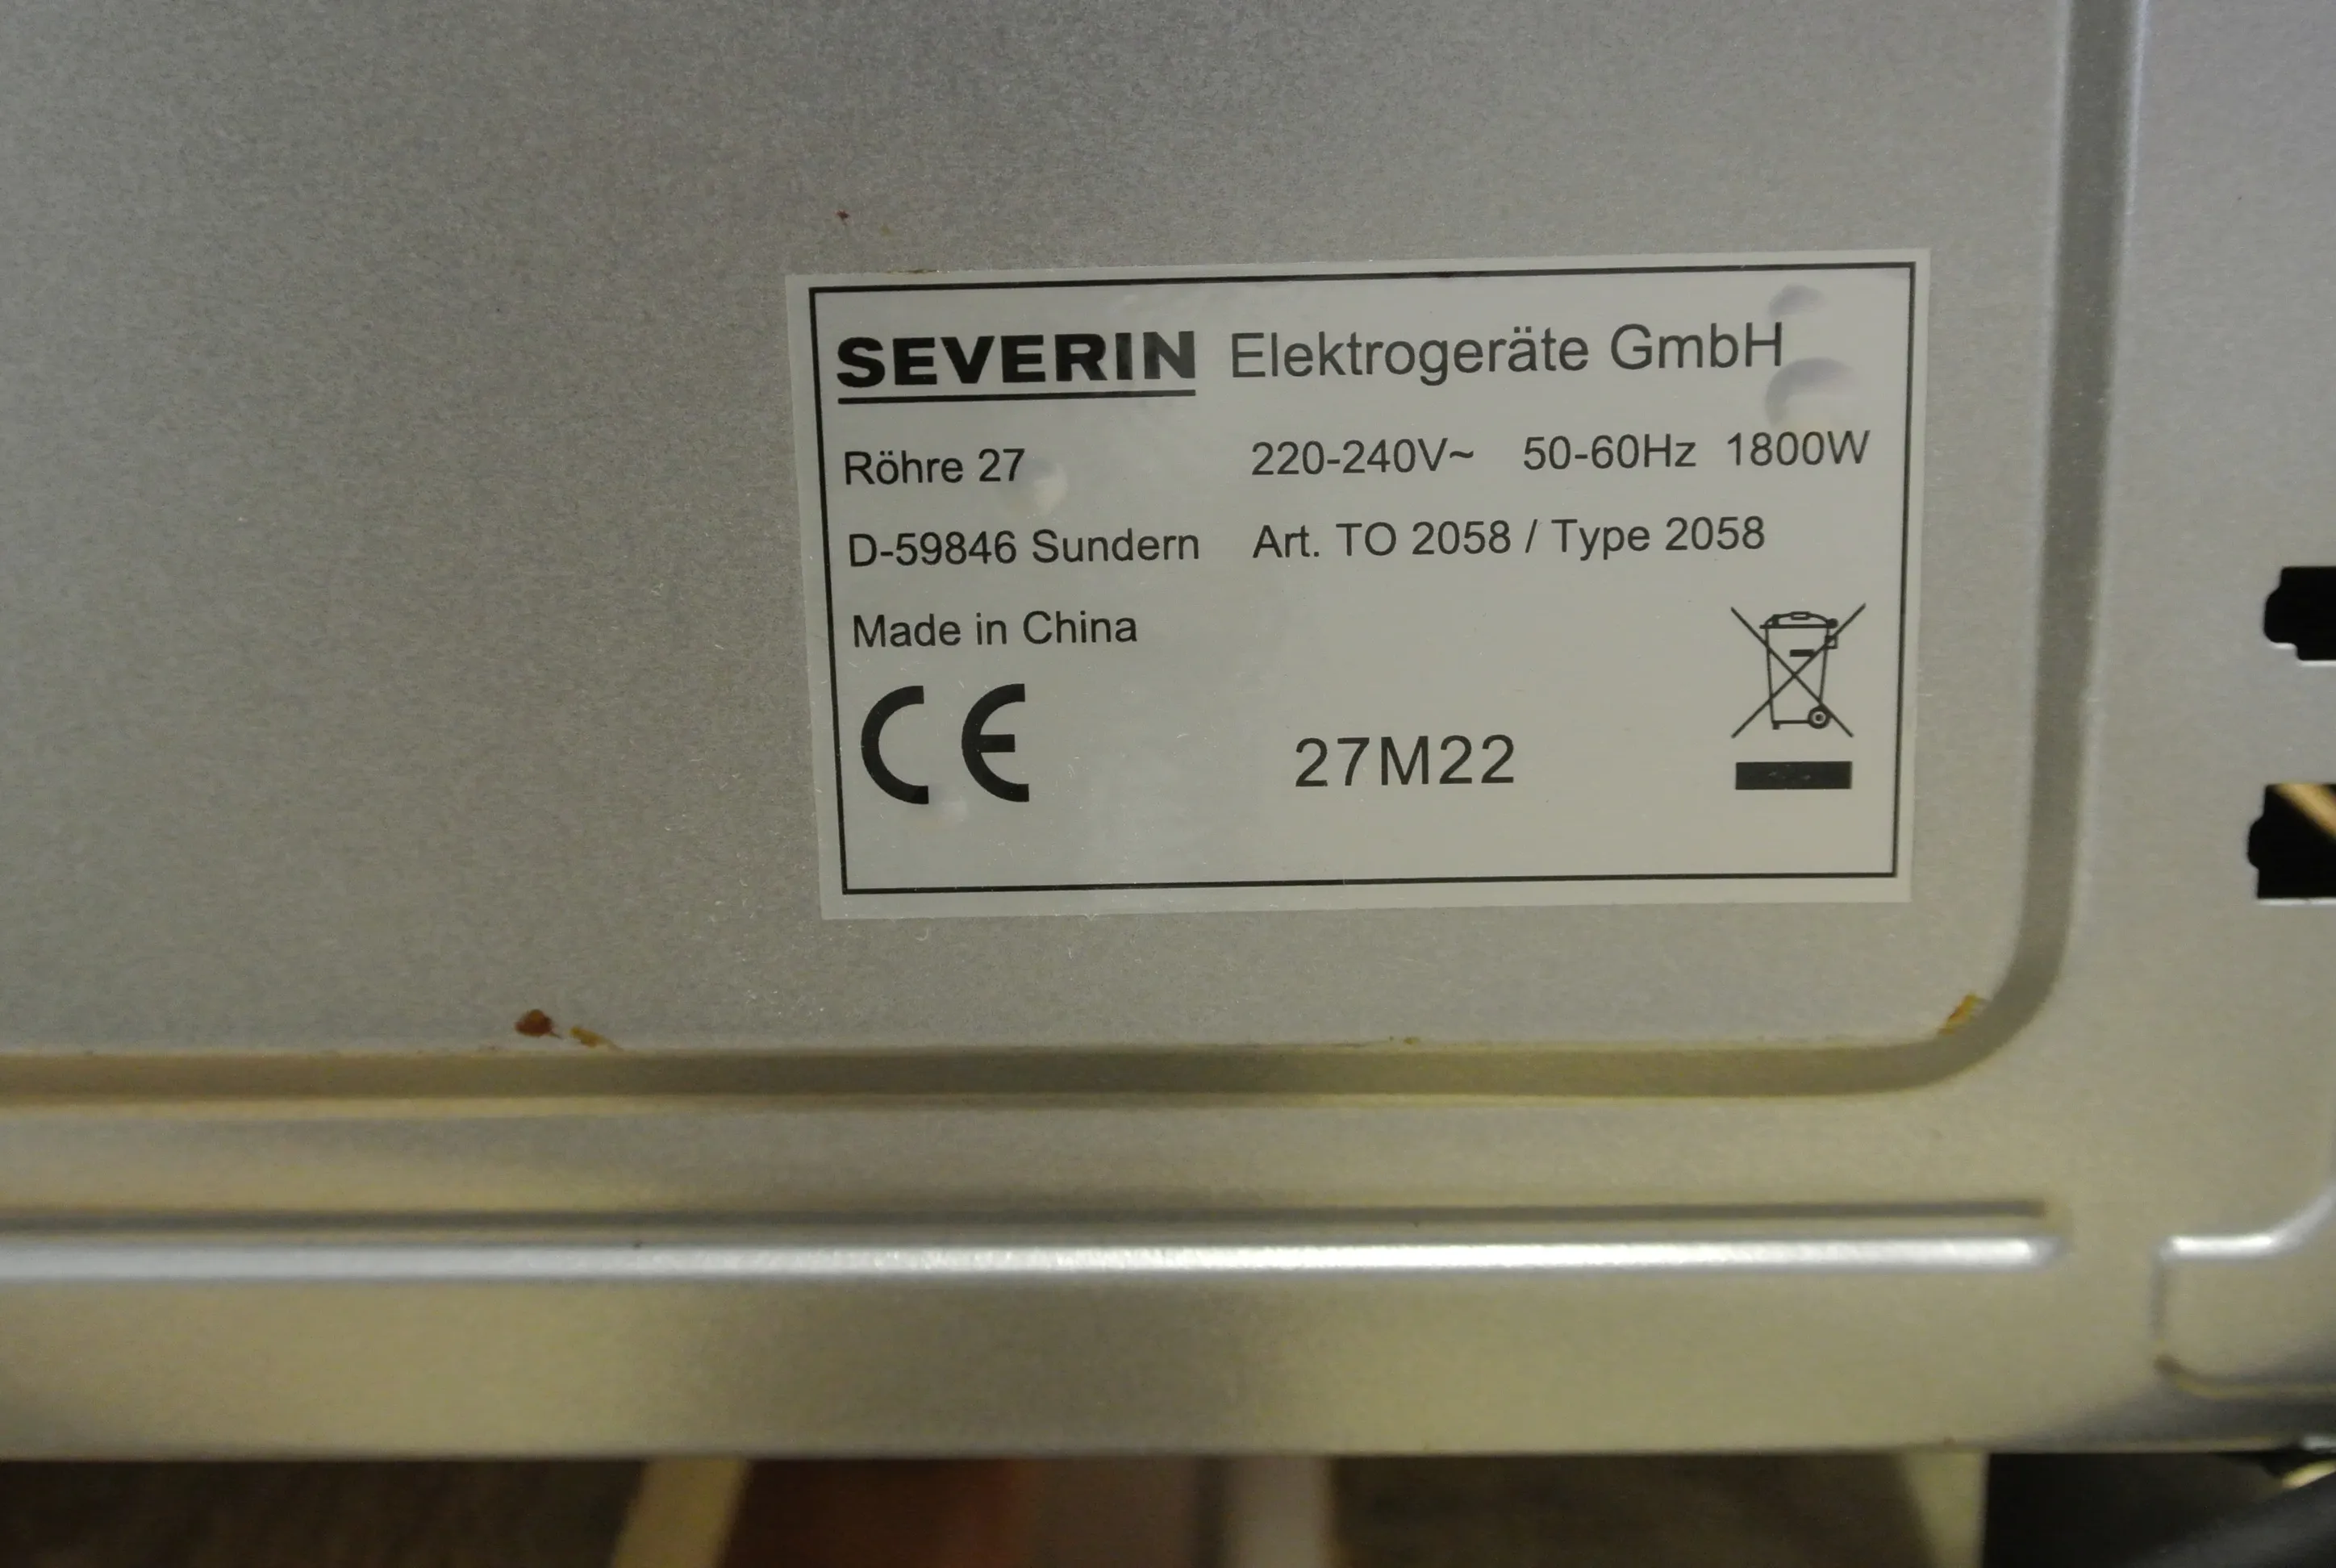 SEVERIN Elektrogeräte GmbH
Röhre 27 220-240V~ 50-60Hz 1800W
D-59846 Sundern Art. TO 2058 / Type 2058
Made in China
CE 27M22